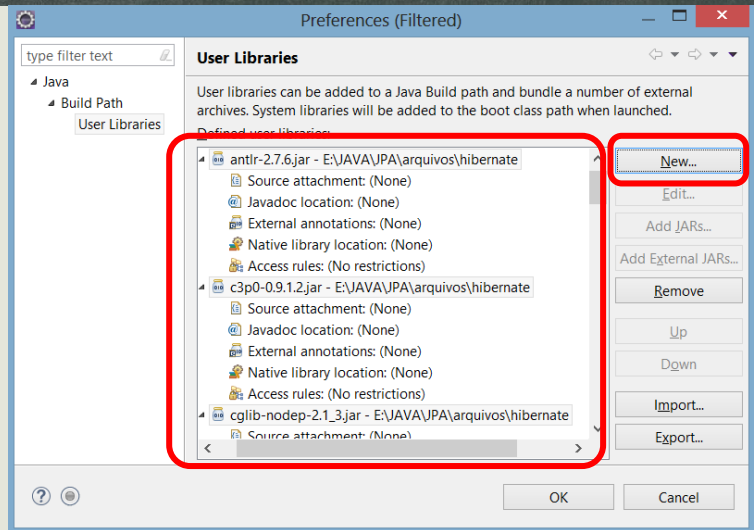 Preferences (Filtered)
type filter text
Java
Build Path
User Libraries
User Libraries
User libraries can be added to a Java Build path and bundle a number of external
archives. System libraries will be added to the boot class path when launched.
Defined user libraries:
antlr-2.7.6.jar - E:\JAVA\JPA\arquivos\hibernate
Source attachment: (None)
Javadoc location: (None)
External annotations: (None)
Native library location: (None)
Access rules: (No restrictions)
c3p0-0.9.1.2.jar - E:\JAVA\JPA\arquivos\hibernate
Source attachment: (None)
Javadoc location: (None)
External annotations: (None)
Native library location: (None)
Access rules: (No restrictions)
cglib-nodep-2.1_3.jar - E:\JAVA\JPA\arquivos\hibernate
Source attachment: (None)
New...
Edit...
Add JARs...
Add External JARs...
Remove
Up
Down
Import...
Export...
OK
Cancel